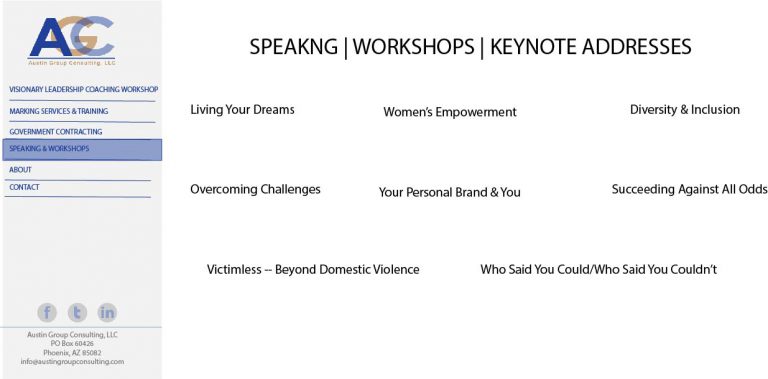 AGC
Austin Group Consulting, LLC
VISIONARY LEADERSHIP COACHING WORKSHOP
MARKING SERVICES & TRAINING
GOVERNMENT CONTRACTING
SPEAKING & WORKSHOPS
ABOUT
CONTACT
f t in
Austin Group Consulting, LLC
PO Box 60426
Phoenix, AZ 85082
info@austingroupconsulting.com
SPEAKNG | WORKSHOPS | KEYNOTE ADDRESSES
Living Your Dreams
Women's Empowerment
Diversity & Inclusion
Overcoming Challenges
Your Personal Brand & You
Succeeding Against All Odds
Victimless -- Beyond Domestic Violence
Who Said You Could/Who Said You Couldn't